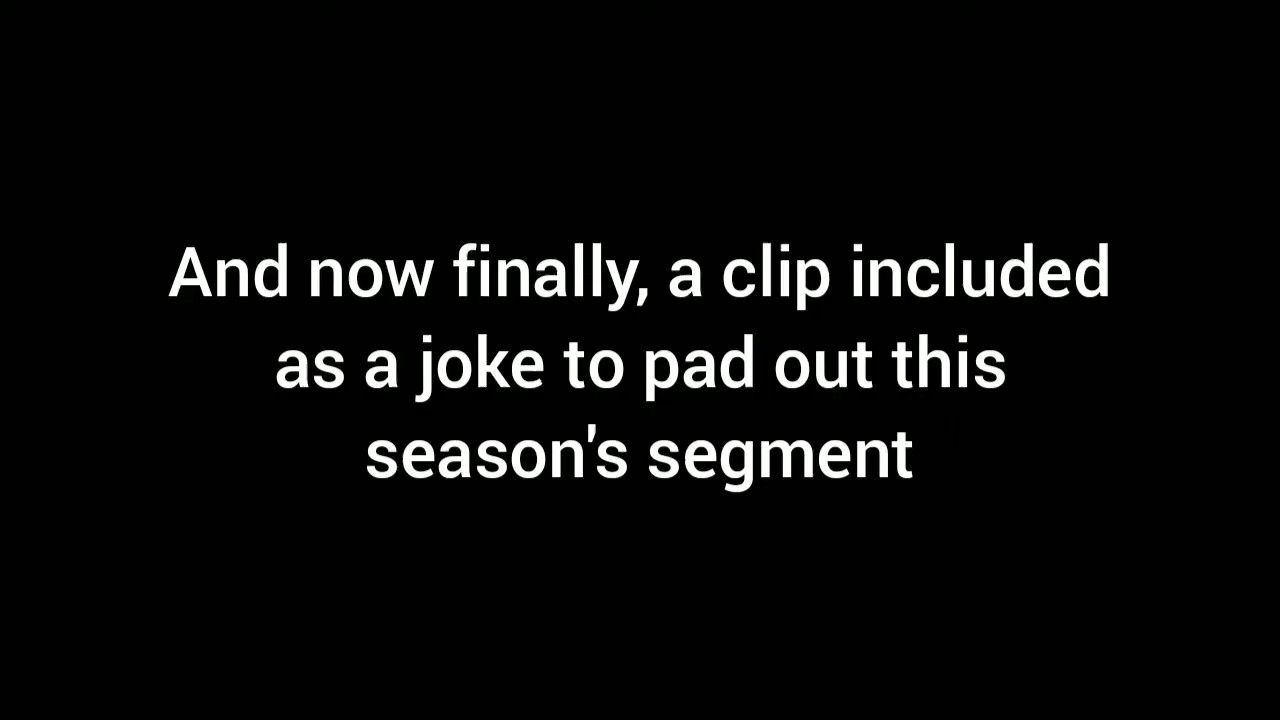 And now finally, a clip included
as a joke to pad out this
season's segment